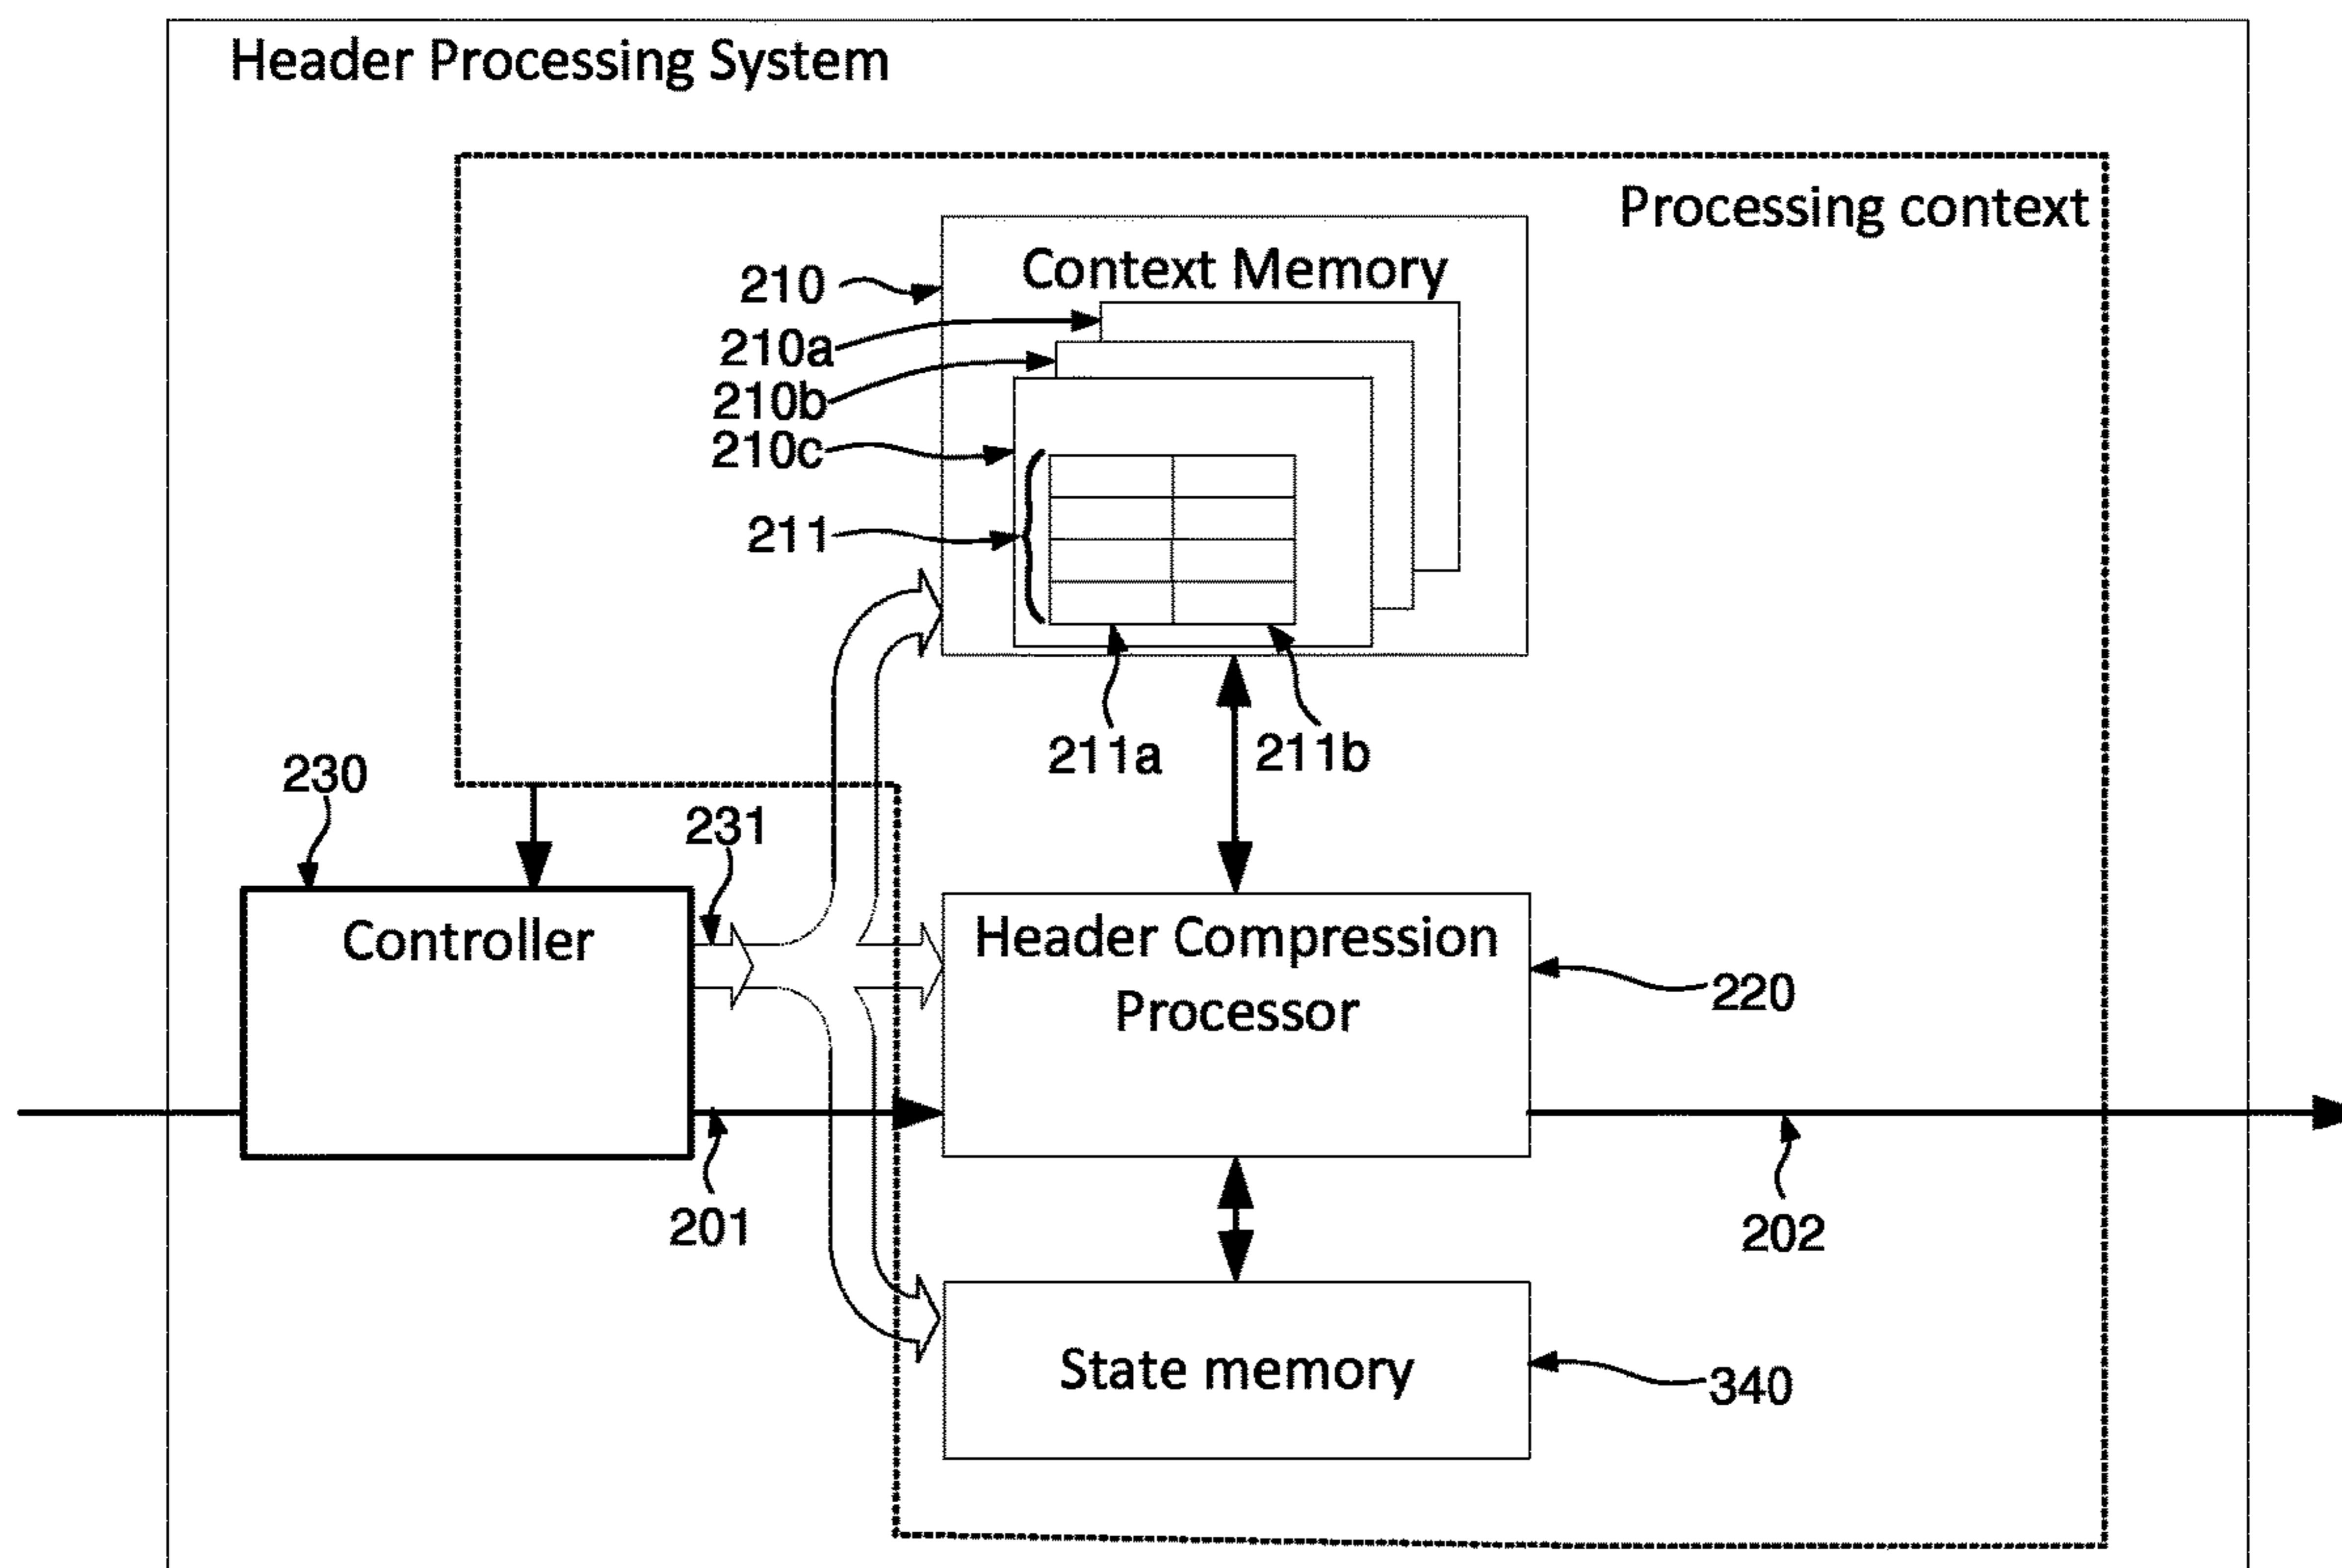 Header Processing System
Processing context
210
Context Memory
210a
210b
210c
211
211a
211b
230
231
Controller
Header Compression
Processor
220
201
202
State memory
340